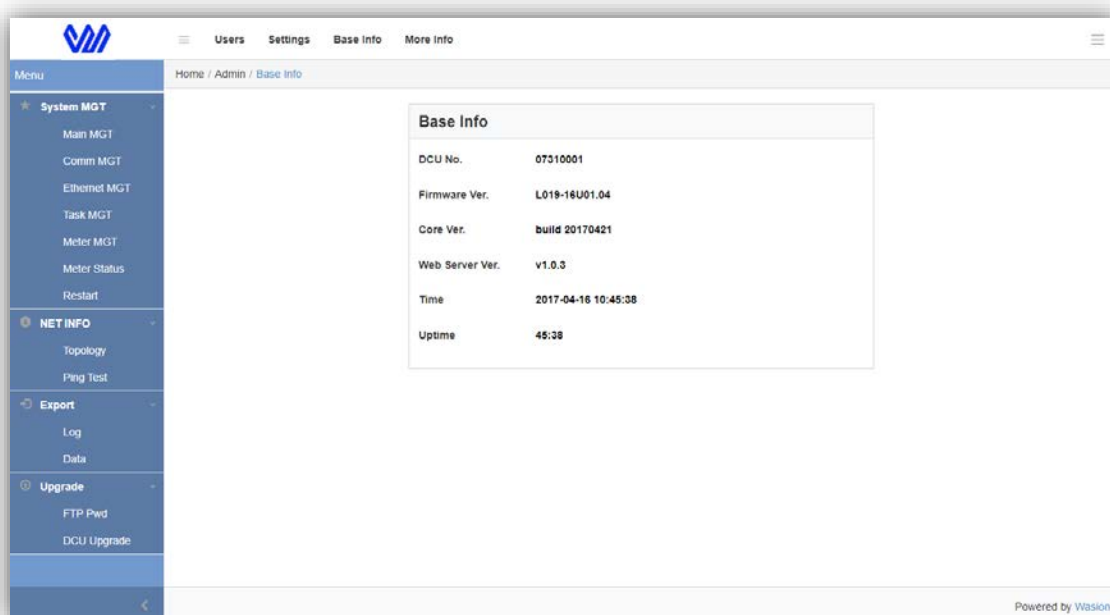 Users Settings Base Info More Info
Menu
Home / Admin / Base Info
System MGT
Main MGT
Comm MGT
Ethernet MGT
Task MGT
Meter MGT
Meter Status
Restart
NET INFO
Topology
Ping Test
Export
Log
Data
Upgrade
FTP Pwd
DCU Upgrade
Base Info
DCU No. 07310001
Firmware Ver. L019-16U01.04
Core Ver. build 20170421
Web Server Ver. v1.0.3
Time 2017-04-16 10:45:38
Uptime 45:38
Powered by Wasion